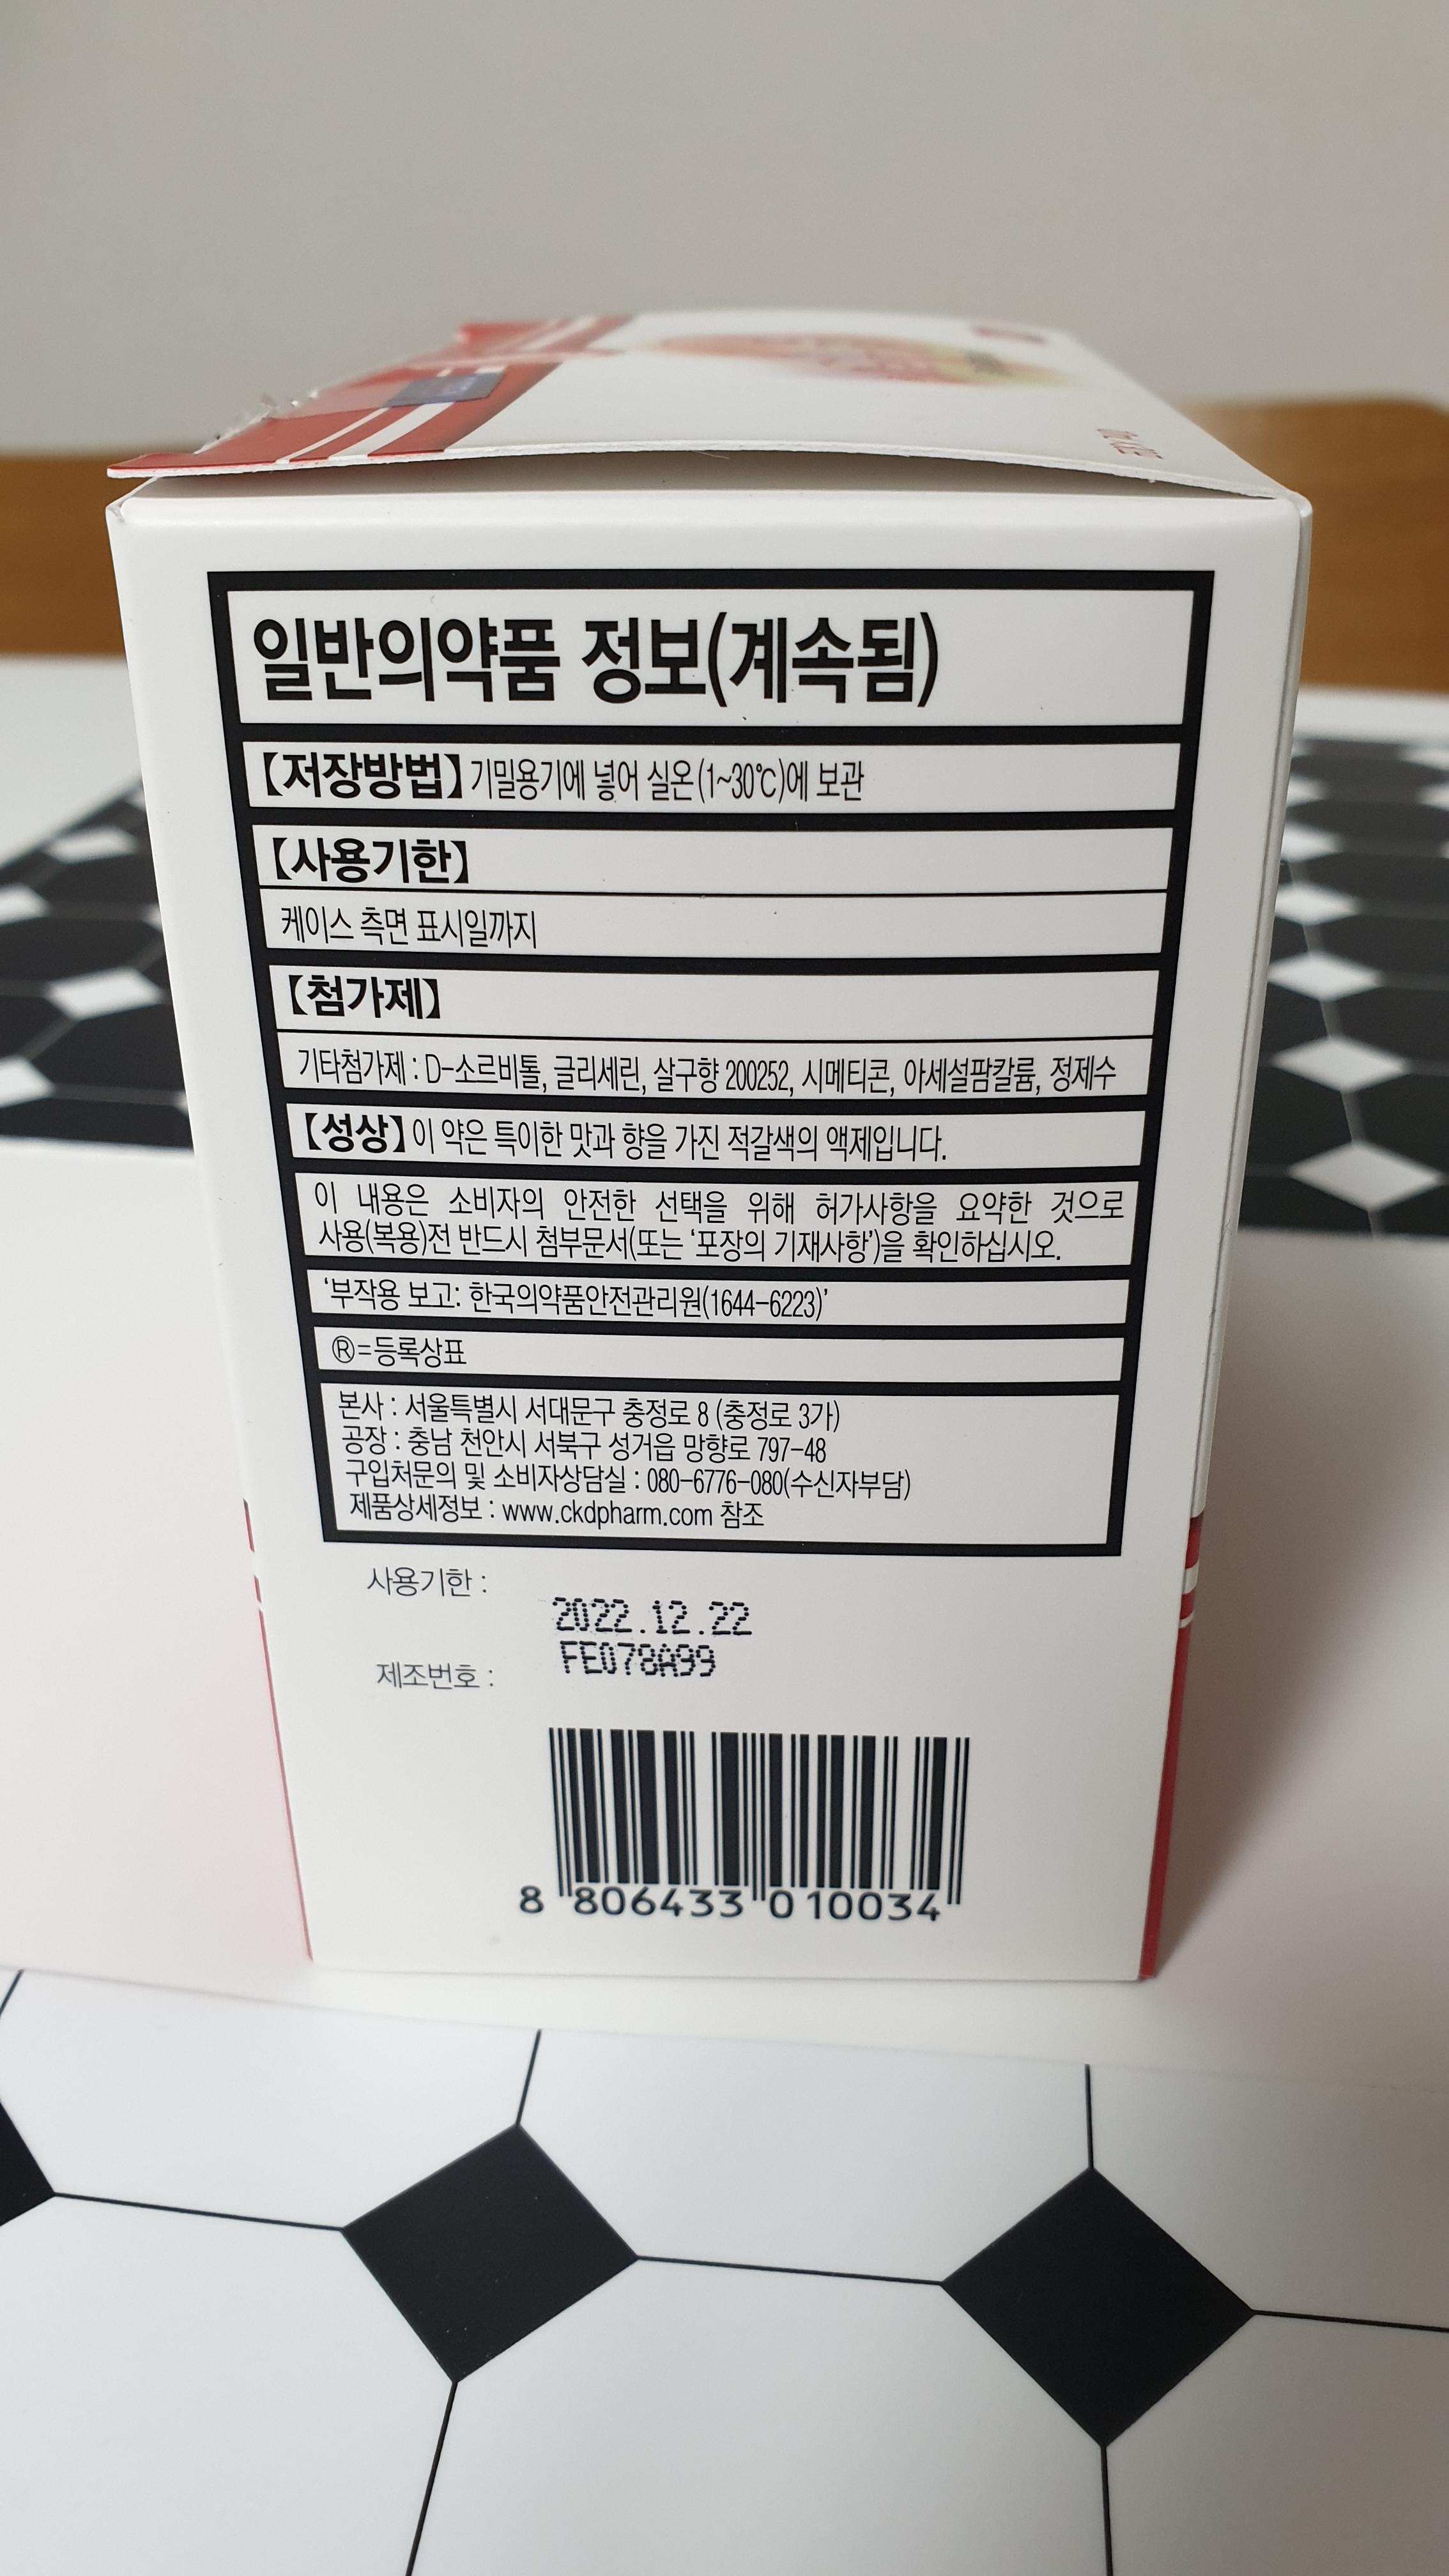 일반의약품 정보(계속됨)
【저장방법】기밀용기에 넣어 실온(1~30℃)에 보관
【사용기한】
케이스 측면 표시일까지
【첨가제】
기타첨가제 : D-소르비톨, 글리세린, 살구향 200252, 시메티콘, 아세설팜칼륨, 정제수
【성상】이 약은 특이한 맛과 향을 가진 적갈색의 액제입니다.
이 내용은 소비자의 안전한 선택을 위해 허가사항을 요약한 것으로
사용(복용)전 반드시 첨부문서(또는 ‘포장의 기재사항’)을 확인하십시오.
‘부작용 보고: 한국의약품안전관리원(1644-6223)’
Ⓡ=등록상표
본사 : 서울특별시 서대문구 충정로 8 (충정로 3가)
공장 : 충남 천안시 서북구 성거읍 망향로 797-48
구입처문의 및 소비자상담실 : 080-6776-080(수신자부담)
제품상세정보 : www.ckdpharm.com 참조
사용기한 :
2022.12.22
FE078A99
제조번호 :
8 806433 010034